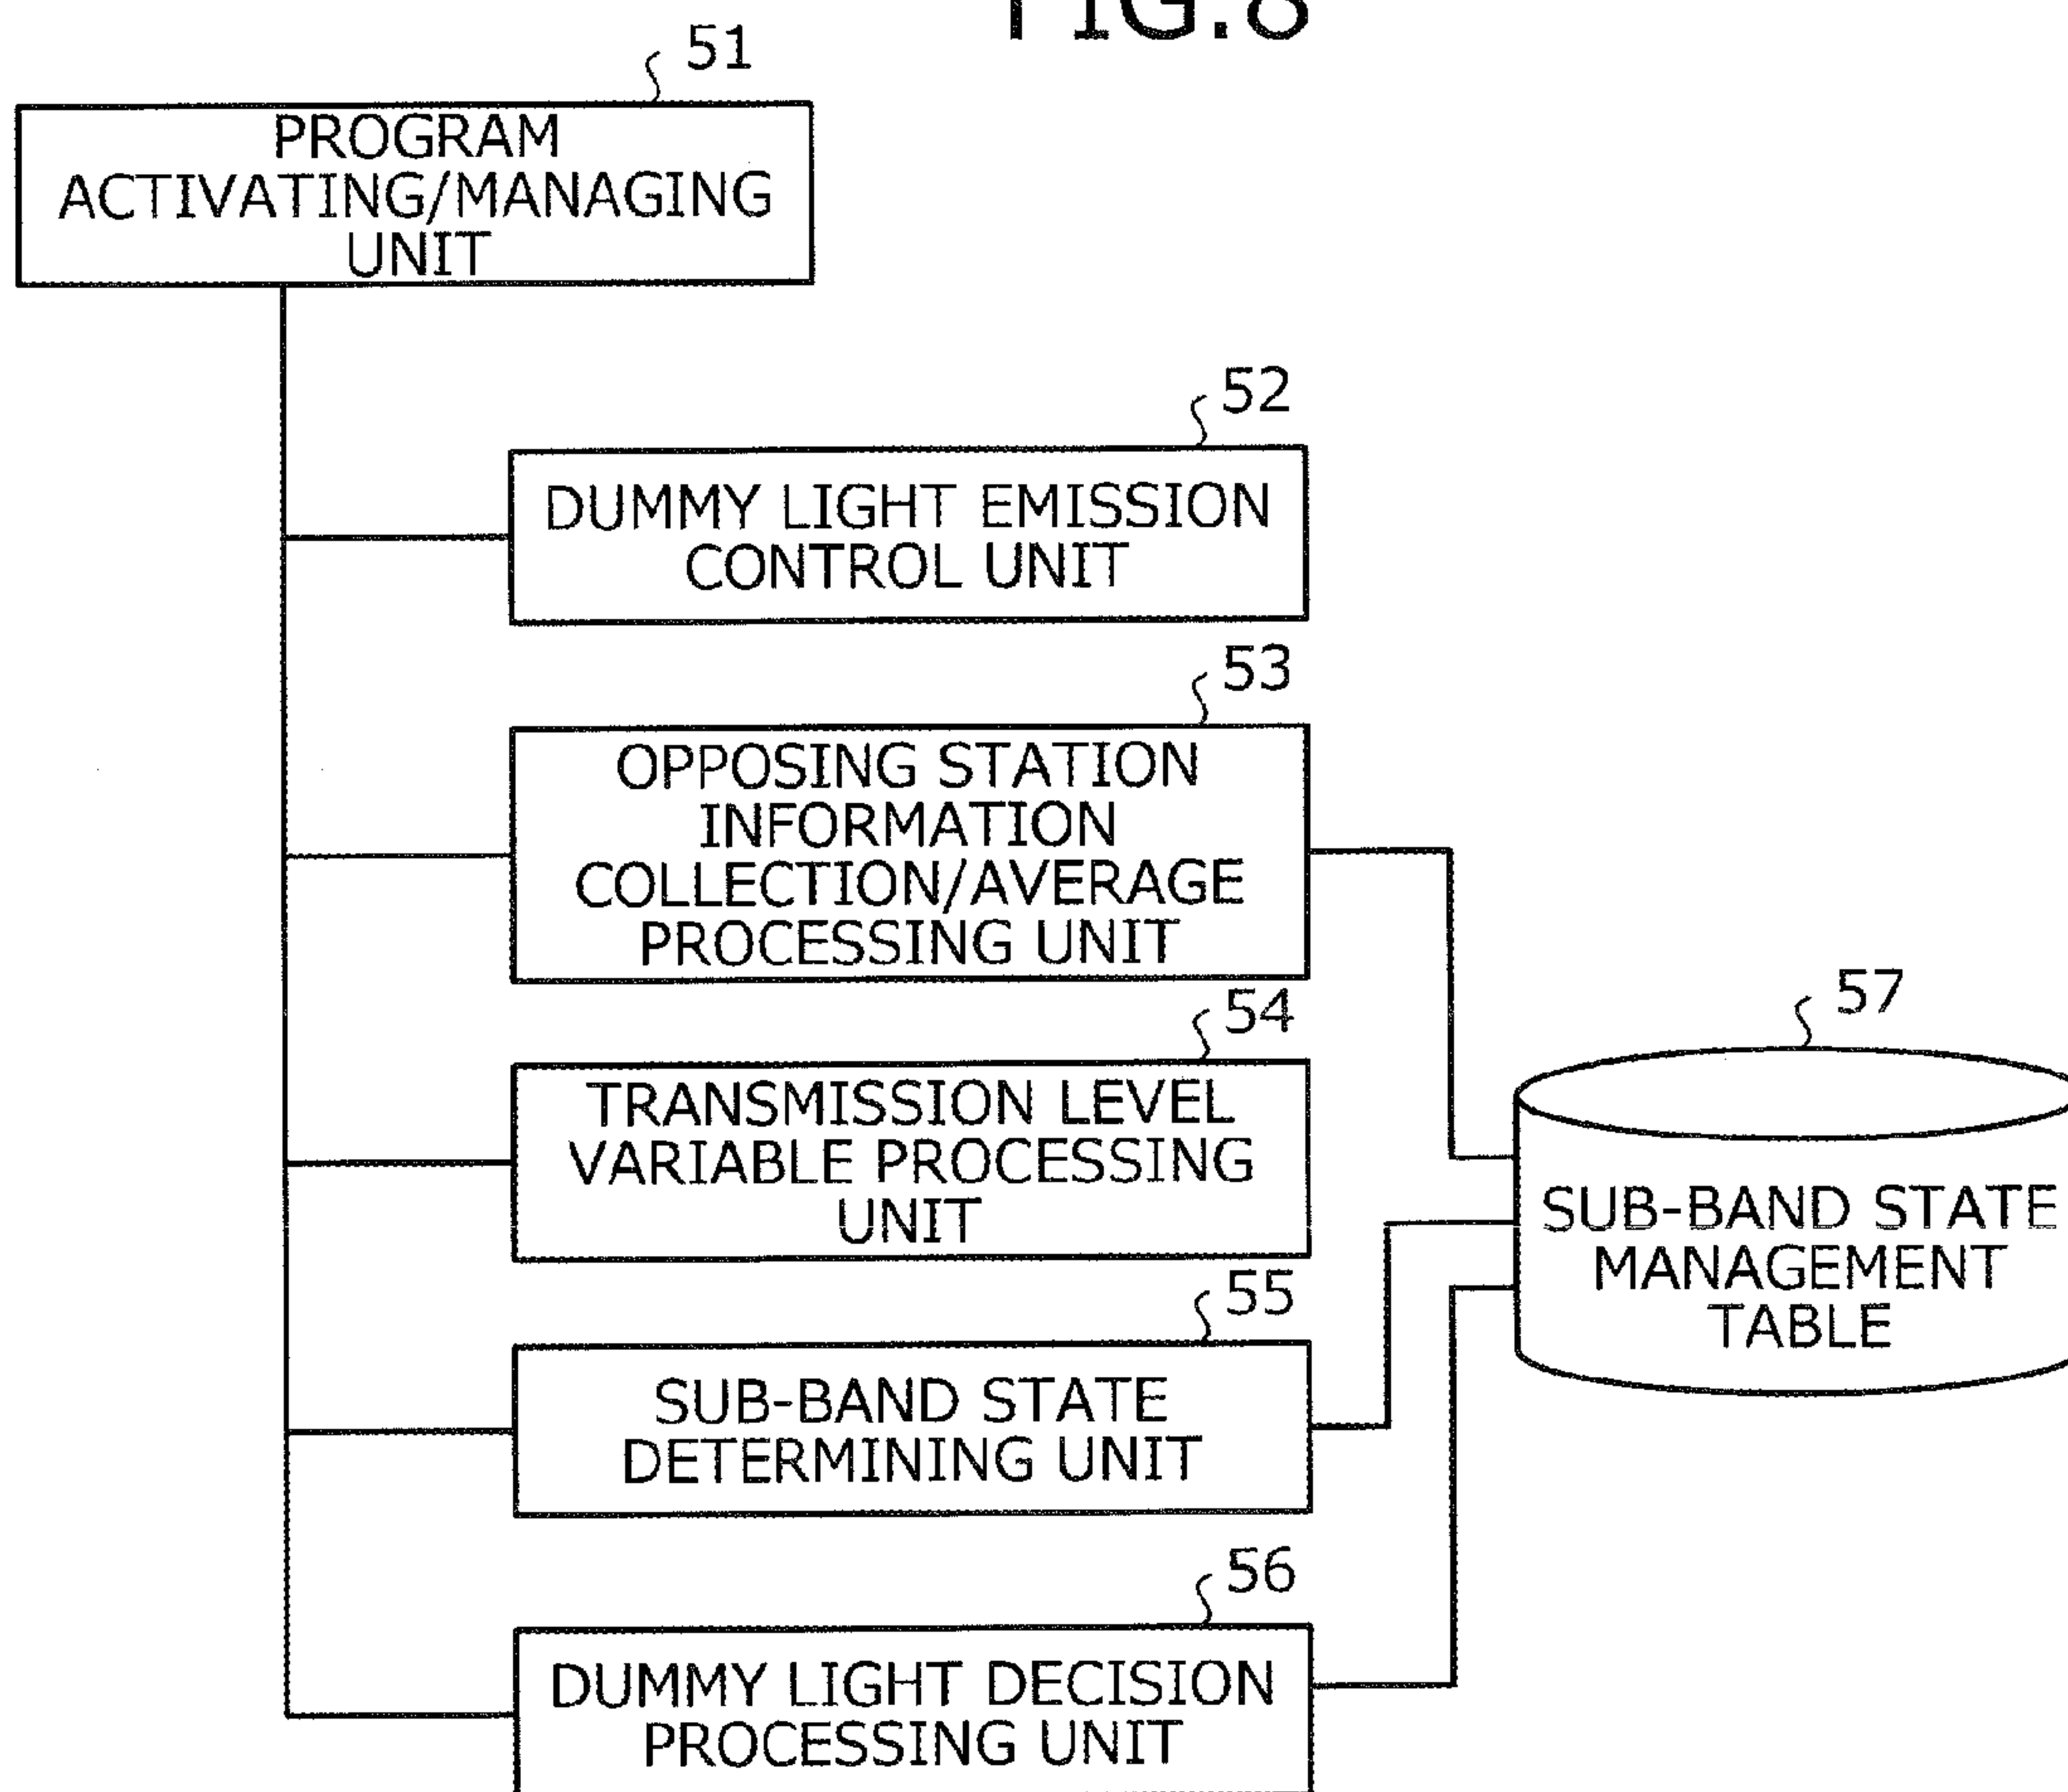 FIG.8
51
PROGRAM
ACTIVATING/MANAGING
UNIT
52
DUMMY LIGHT EMISSION
CONTROL UNIT
53
OPPOSING STATION
INFORMATION
COLLECTION/AVERAGE
PROCESSING UNIT
54
TRANSMISSION LEVEL
VARIABLE PROCESSING
UNIT
57
SUB-BAND STATE
MANAGEMENT
TABLE
55
SUB-BAND STATE
DETERMINING UNIT
56
DUMMY LIGHT DECISION
PROCESSING UNIT